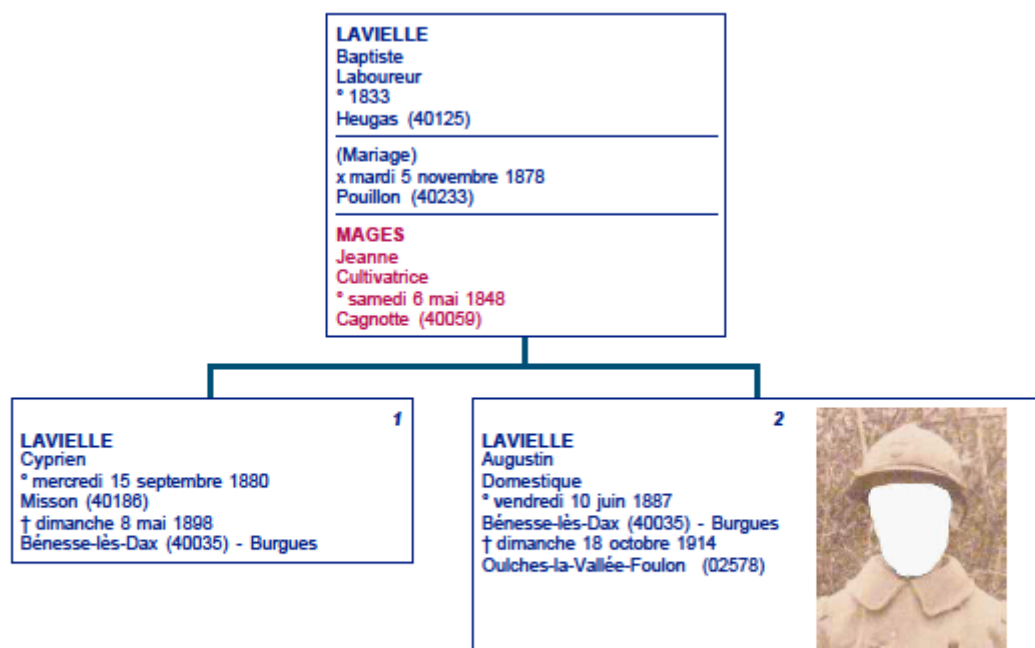 LAVIELLE
Baptiste
Laboureur
° 1833
Heugas (40125)
(Mariage)
x mardi 5 novembre 1878
Pouillon (40233)
MAGES
Jeanne
Cultivatrice
° samedi 6 mai 1848
Cagnotte (40059)
1
LAVIELLE
Cyprien
° mercredi 15 septembre 1880
Misson (40186)
† dimanche 8 mai 1898
Bénesse-lès-Dax (40035) - Burgues
2
LAVIELLE
Augustin
Domestique
° vendredi 10 juin 1887
Bénesse-lès-Dax (40035) - Burgues
† dimanche 18 octobre 1914
Oulches-la-Vallée-Foulon (02578)